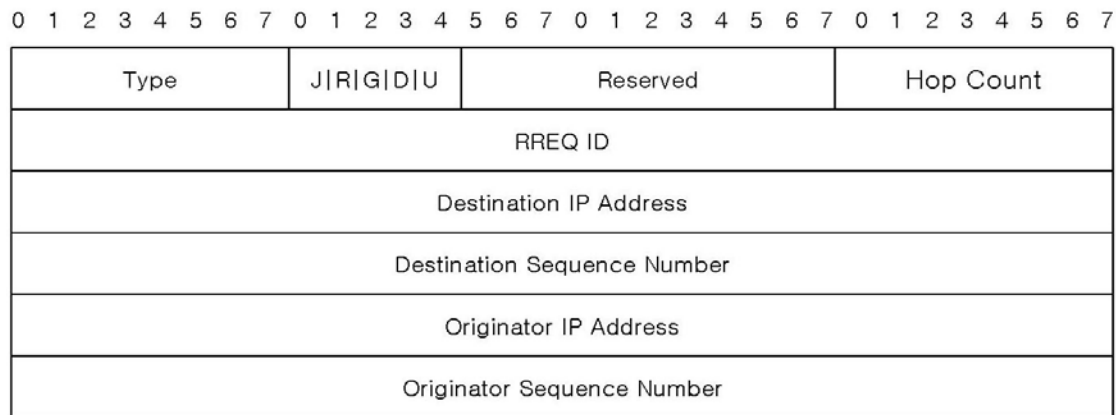 0 1 2 3 4 5 6 7 0 1 2 3 4 5 6 7 0 1 2 3 4 5 6 7 0 1 2 3 4 5 6 7
Type J|R|G|D|U Reserved Hop Count
RREQ ID
Destination IP Address
Destination Sequence Number
Originator IP Address
Originator Sequence Number